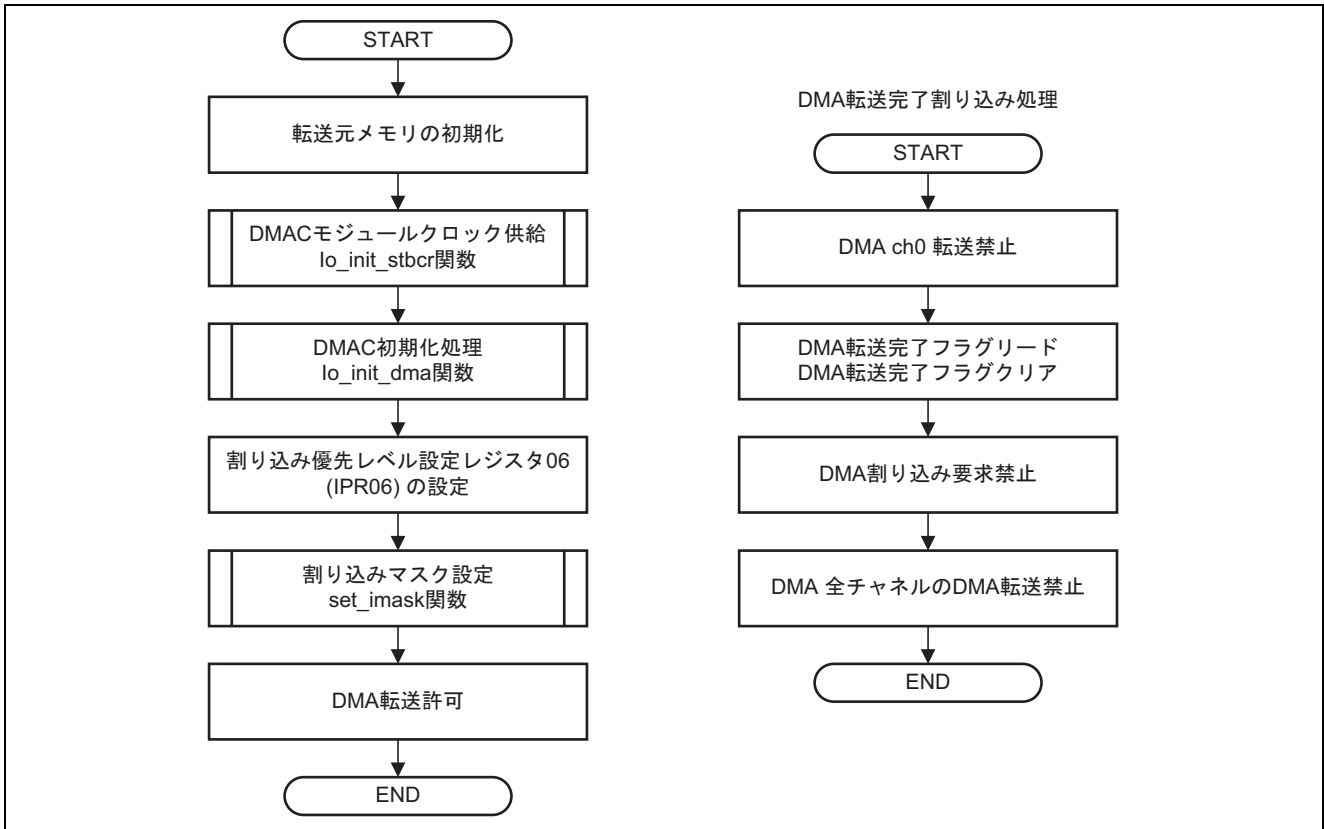 START
転送元メモリの初期化
DMACモジュールクロック供給
Io_init_stbcr関数
DMAC初期化処理
Io_init_dma関数
割り込み優先レベル設定レジスタ06
(IPR06) の設定
割り込みマスク設定
set_imask関数
DMA転送許可
END
DMA転送完了割り込み処理
START
DMA ch0 転送禁止
DMA転送完了フラグリード
DMA転送完了フラグクリア
DMA割り込み要求禁止
DMA 全チャネルのDMA転送禁止
END